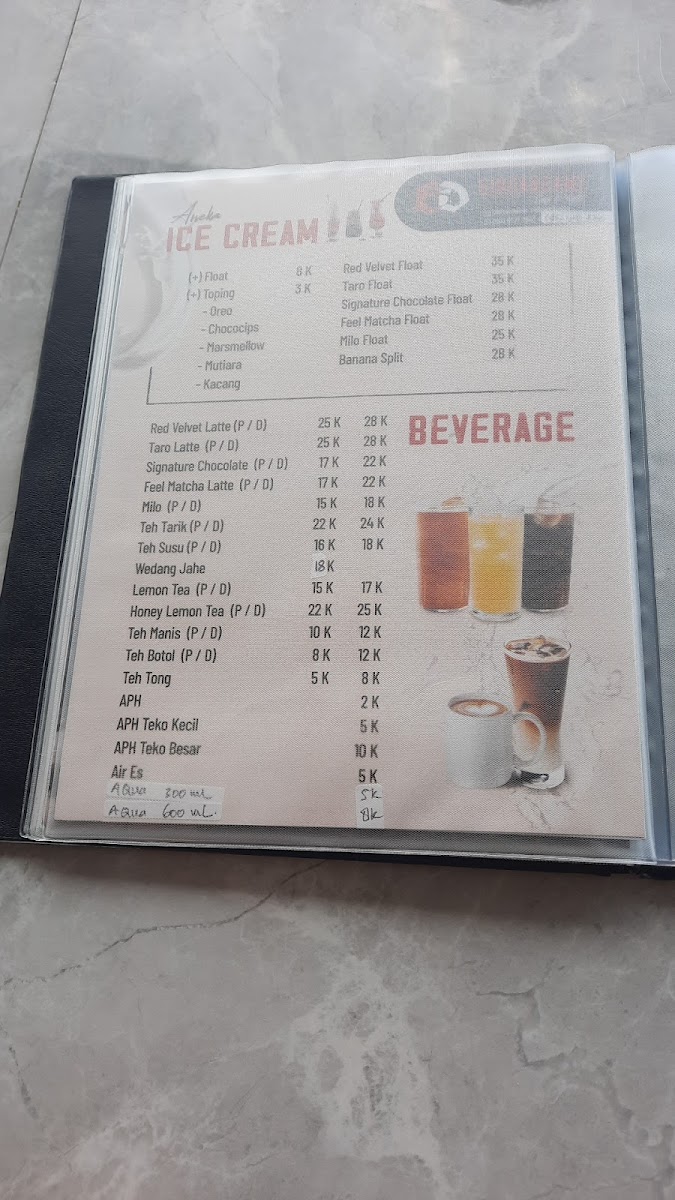 Aneka
ICE CREAM
(+) Float 8 K
(+) Toping 3 K
- Oreo
- Chococips
- Marsmellow
- Mutiara
- Kacang
Red Velvet Float 35 K
Taro Float 35 K
Signature Chocolate Float 28 K
Feel Matcha Float 28 K
Milo Float 25 K
Banana Split 28 K
BEVERAGE
Red Velvet Latte (P / D) 25 K 28 K
Taro Latte (P / D) 25 K 28 K
Signature Chocolate (P / D) 17 K 22 K
Feel Matcha Latte (P / D) 17 K 22 K
Milo (P / D) 15 K 18 K
Teh Tarik (P / D) 22 K 24 K
Teh Susu (P / D) 16 K 18 K
Wedang Jahe 18 K
Lemon Tea (P / D) 15 K 17 K
Honey Lemon Tea (P / D) 22 K 25 K
Teh Manis (P / D) 10 K 12 K
Teh Botol (P / D) 8 K 12 K
Teh Tong 5 K 8 K
APH 2 K
APH Teko Kecil 5 K
APH Teko Besar 10 K
Air Es 5 K
AQUA 300 mL 5K
AQUA 600 mL. 8K